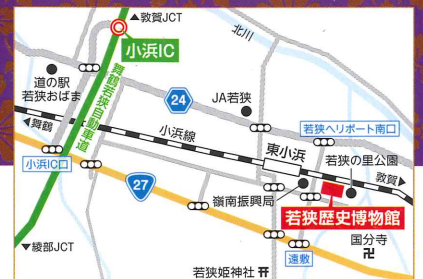 ▲敦賀JCT
小浜IC
北川
道の駅
若狭おばま
舞鶴若狭自動車道
24
JA若狭
若狭ヘリポート南口
◀舞鶴
小浜線
東小浜
若狭の里公園
小浜IC口
敦賀▶
27
嶺南振興局
若狭歴史博物館
▼綾部JCT
遠敷
国分寺
卍
若狭姫神社